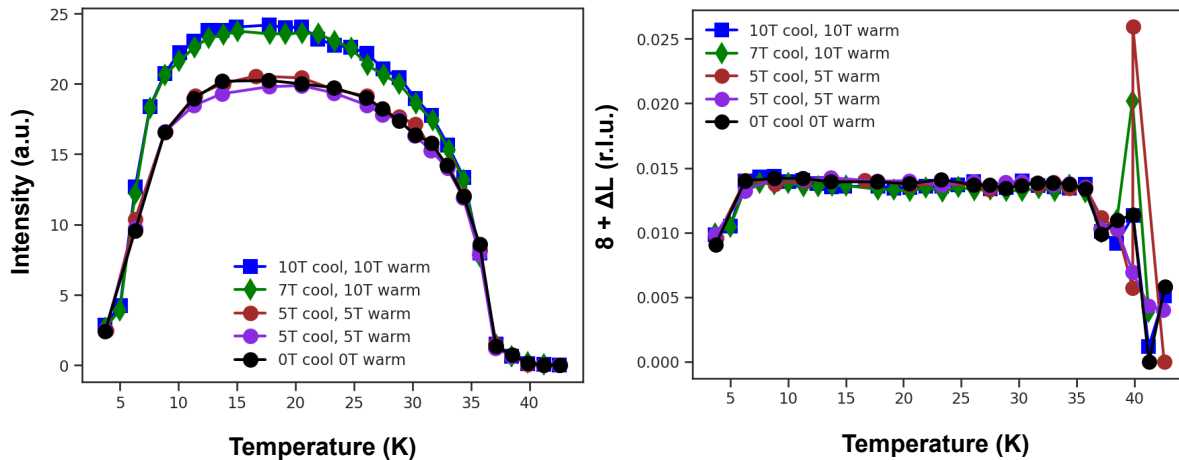 25
20
15
10
5
0
Intensity (a.u.)
10T cool, 10T warm
7T cool, 10T warm
5T cool, 5T warm
5T cool, 5T warm
0T cool 0T warm
5 10 15 20 25 30 35 40
Temperature (K)
0.025
0.020
0.015
0.010
0.005
0.000
8 + ΔL (r.l.u.)
10T cool, 10T warm
7T cool, 10T warm
5T cool, 5T warm
5T cool, 5T warm
0T cool 0T warm
5 10 15 20 25 30 35 40
Temperature (K)